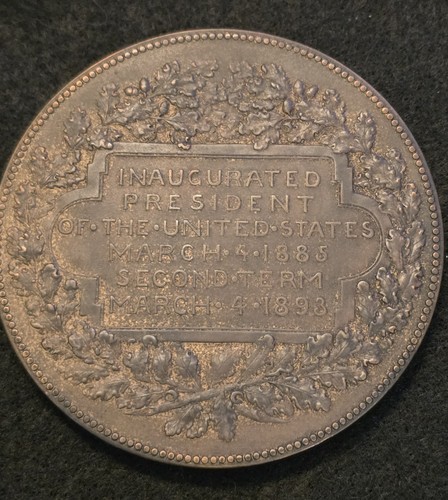 INAUGURATED
PRESIDENT
OF·THE·UNITED·STATES
MARCH·4·1885
SECOND·TERM
MARCH·4·1893